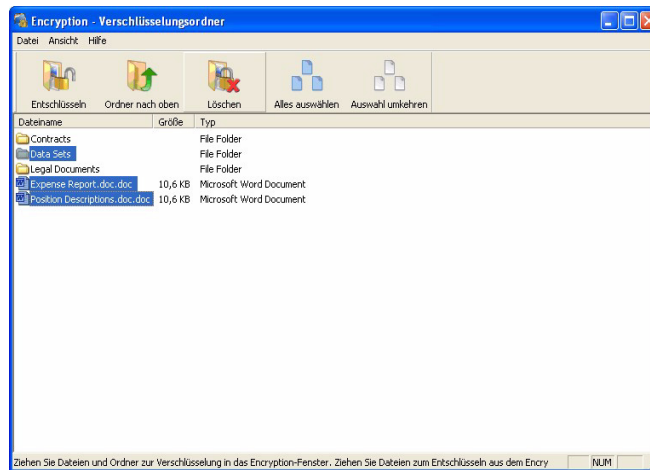 Encryption - Verschlüsselungsordner
Datei Ansicht Hilfe
Entschlüsseln Ordner nach oben Löschen Alles auswählen Auswahl umkehren
Dateiname Größe Typ
Contracts File Folder
Data Sets File Folder
Legal Documents File Folder
Expense Report.doc.doc 10,6 KB Microsoft Word Document
Position Descriptions.doc.doc 10,6 KB Microsoft Word Document
Ziehen Sie Dateien und Ordner zur Verschlüsselung in das Encryption-Fenster. Ziehen Sie Dateien zum Entschlüsseln aus dem Encry NUM